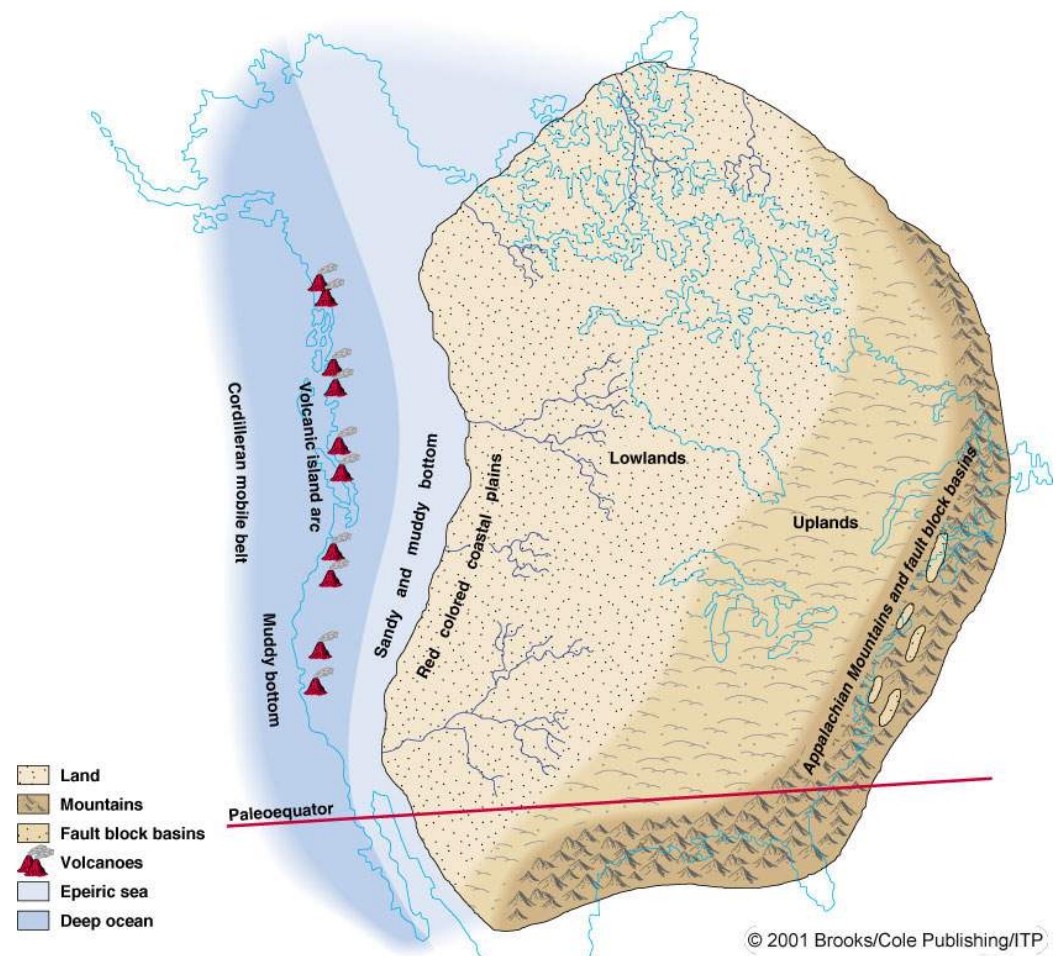 Cordilleran mobile belt
Volcanic island arc
Muddy bottom
Sandy and muddy bottom
Red colored coastal plains
Lowlands
Uplands
Appalachian Mountains and fault block basins
Paleoequator
Land
Mountains
Fault block basins
Volcanoes
Epeiric sea
Deep ocean
© 2001 Brooks/Cole Publishing/ITP